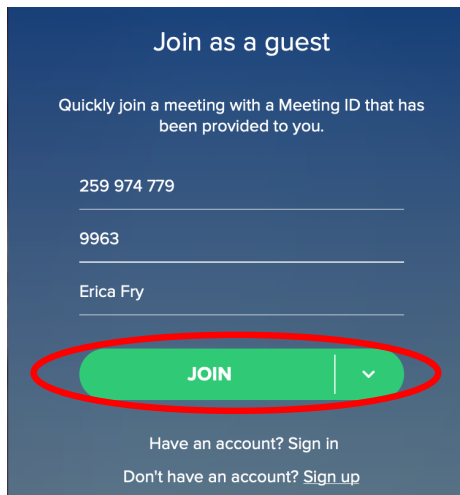 Join as a guest
Quickly join a meeting with a Meeting ID that has
been provided to you.
259 974 779
9963
Erica Fry
JOIN
Have an account? Sign in
Don't have an account? Sign up